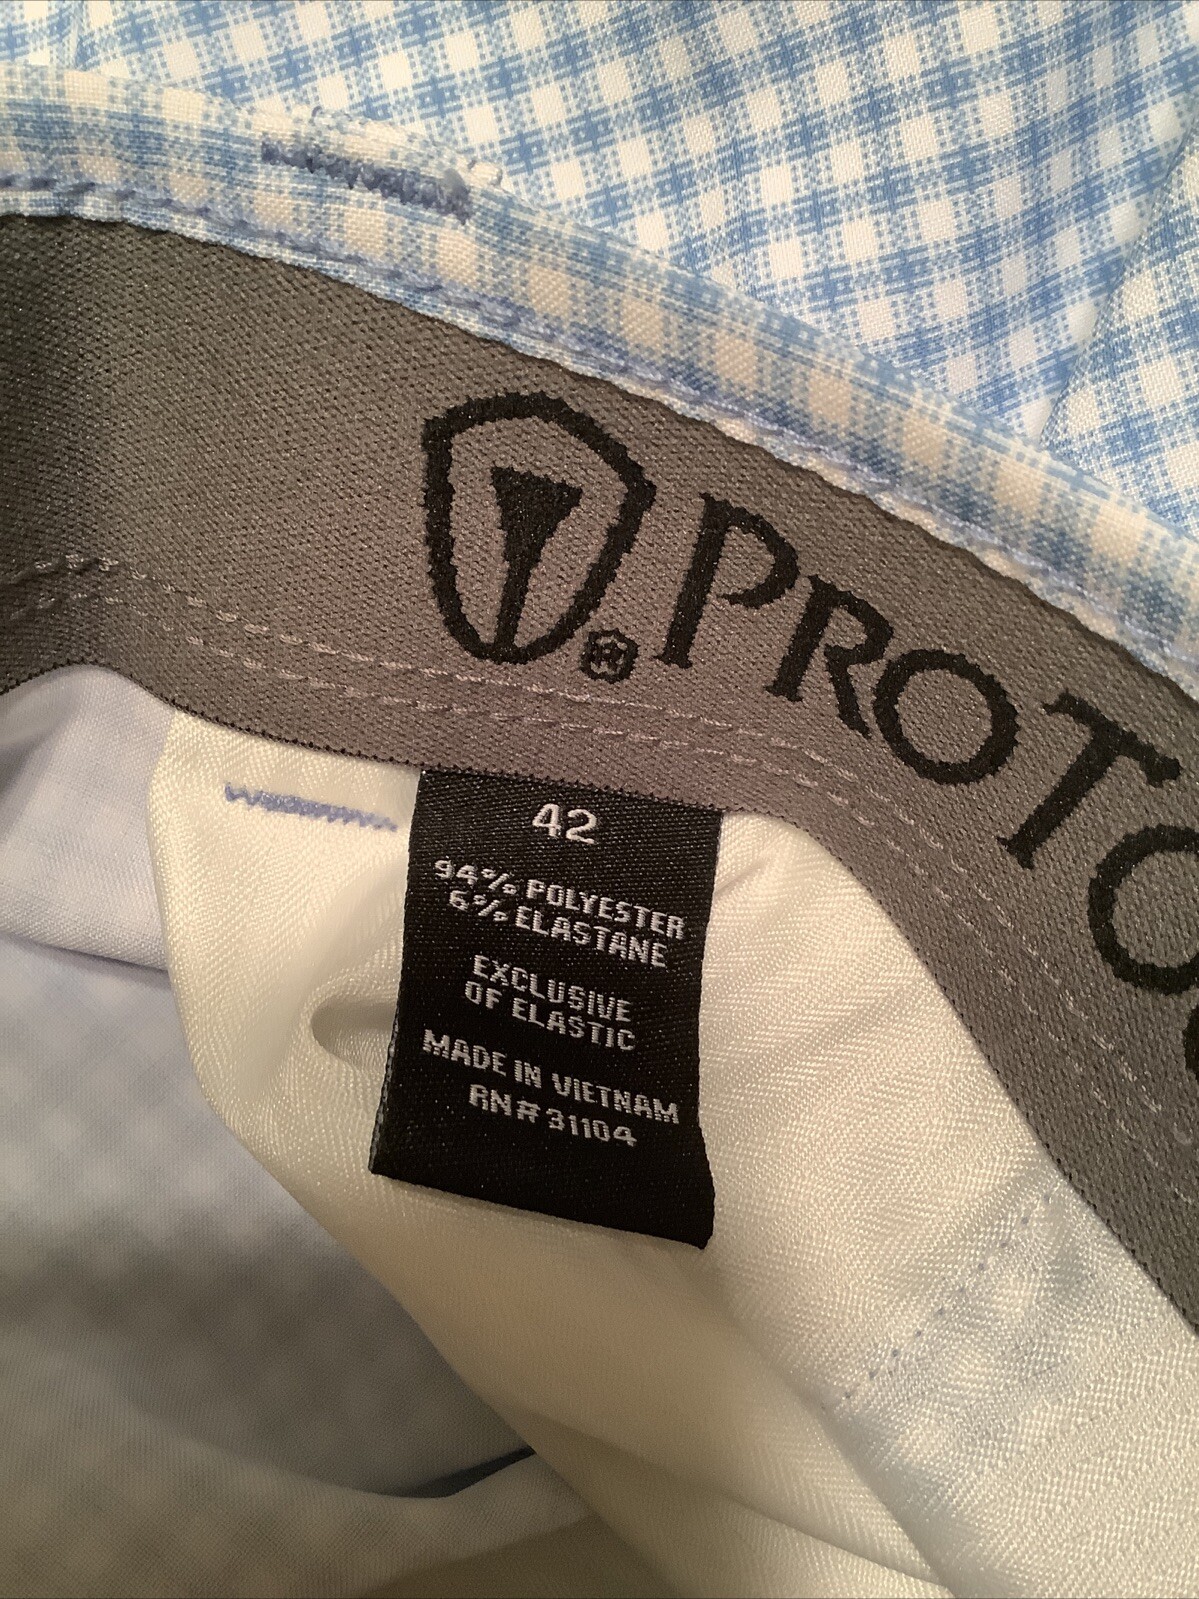 ® PROTO
42
94% POLYESTER
6% ELASTANE
EXCLUSIVE
OF ELASTIC
MADE IN VIETNAM
RN# 31104